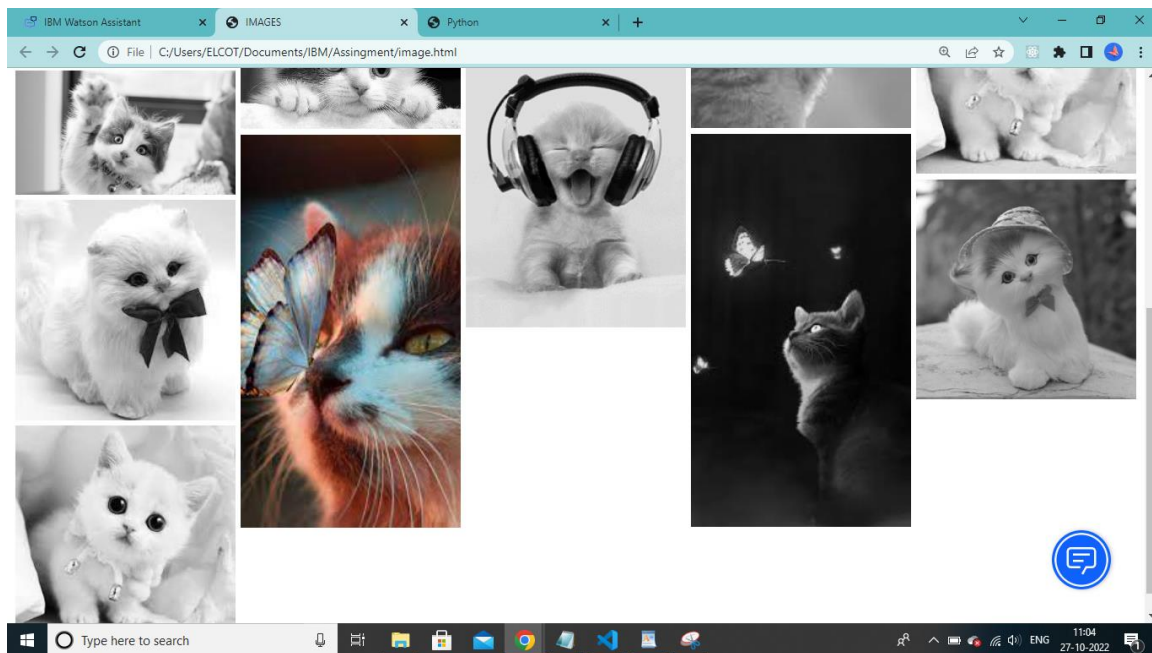 IBM Watson Assistant
IMAGES
Python
File
C:/Users/ELCOT/Documents/IBM/Assingment/image.html
Type here to search
ENG
11:04
27-10-2022
1